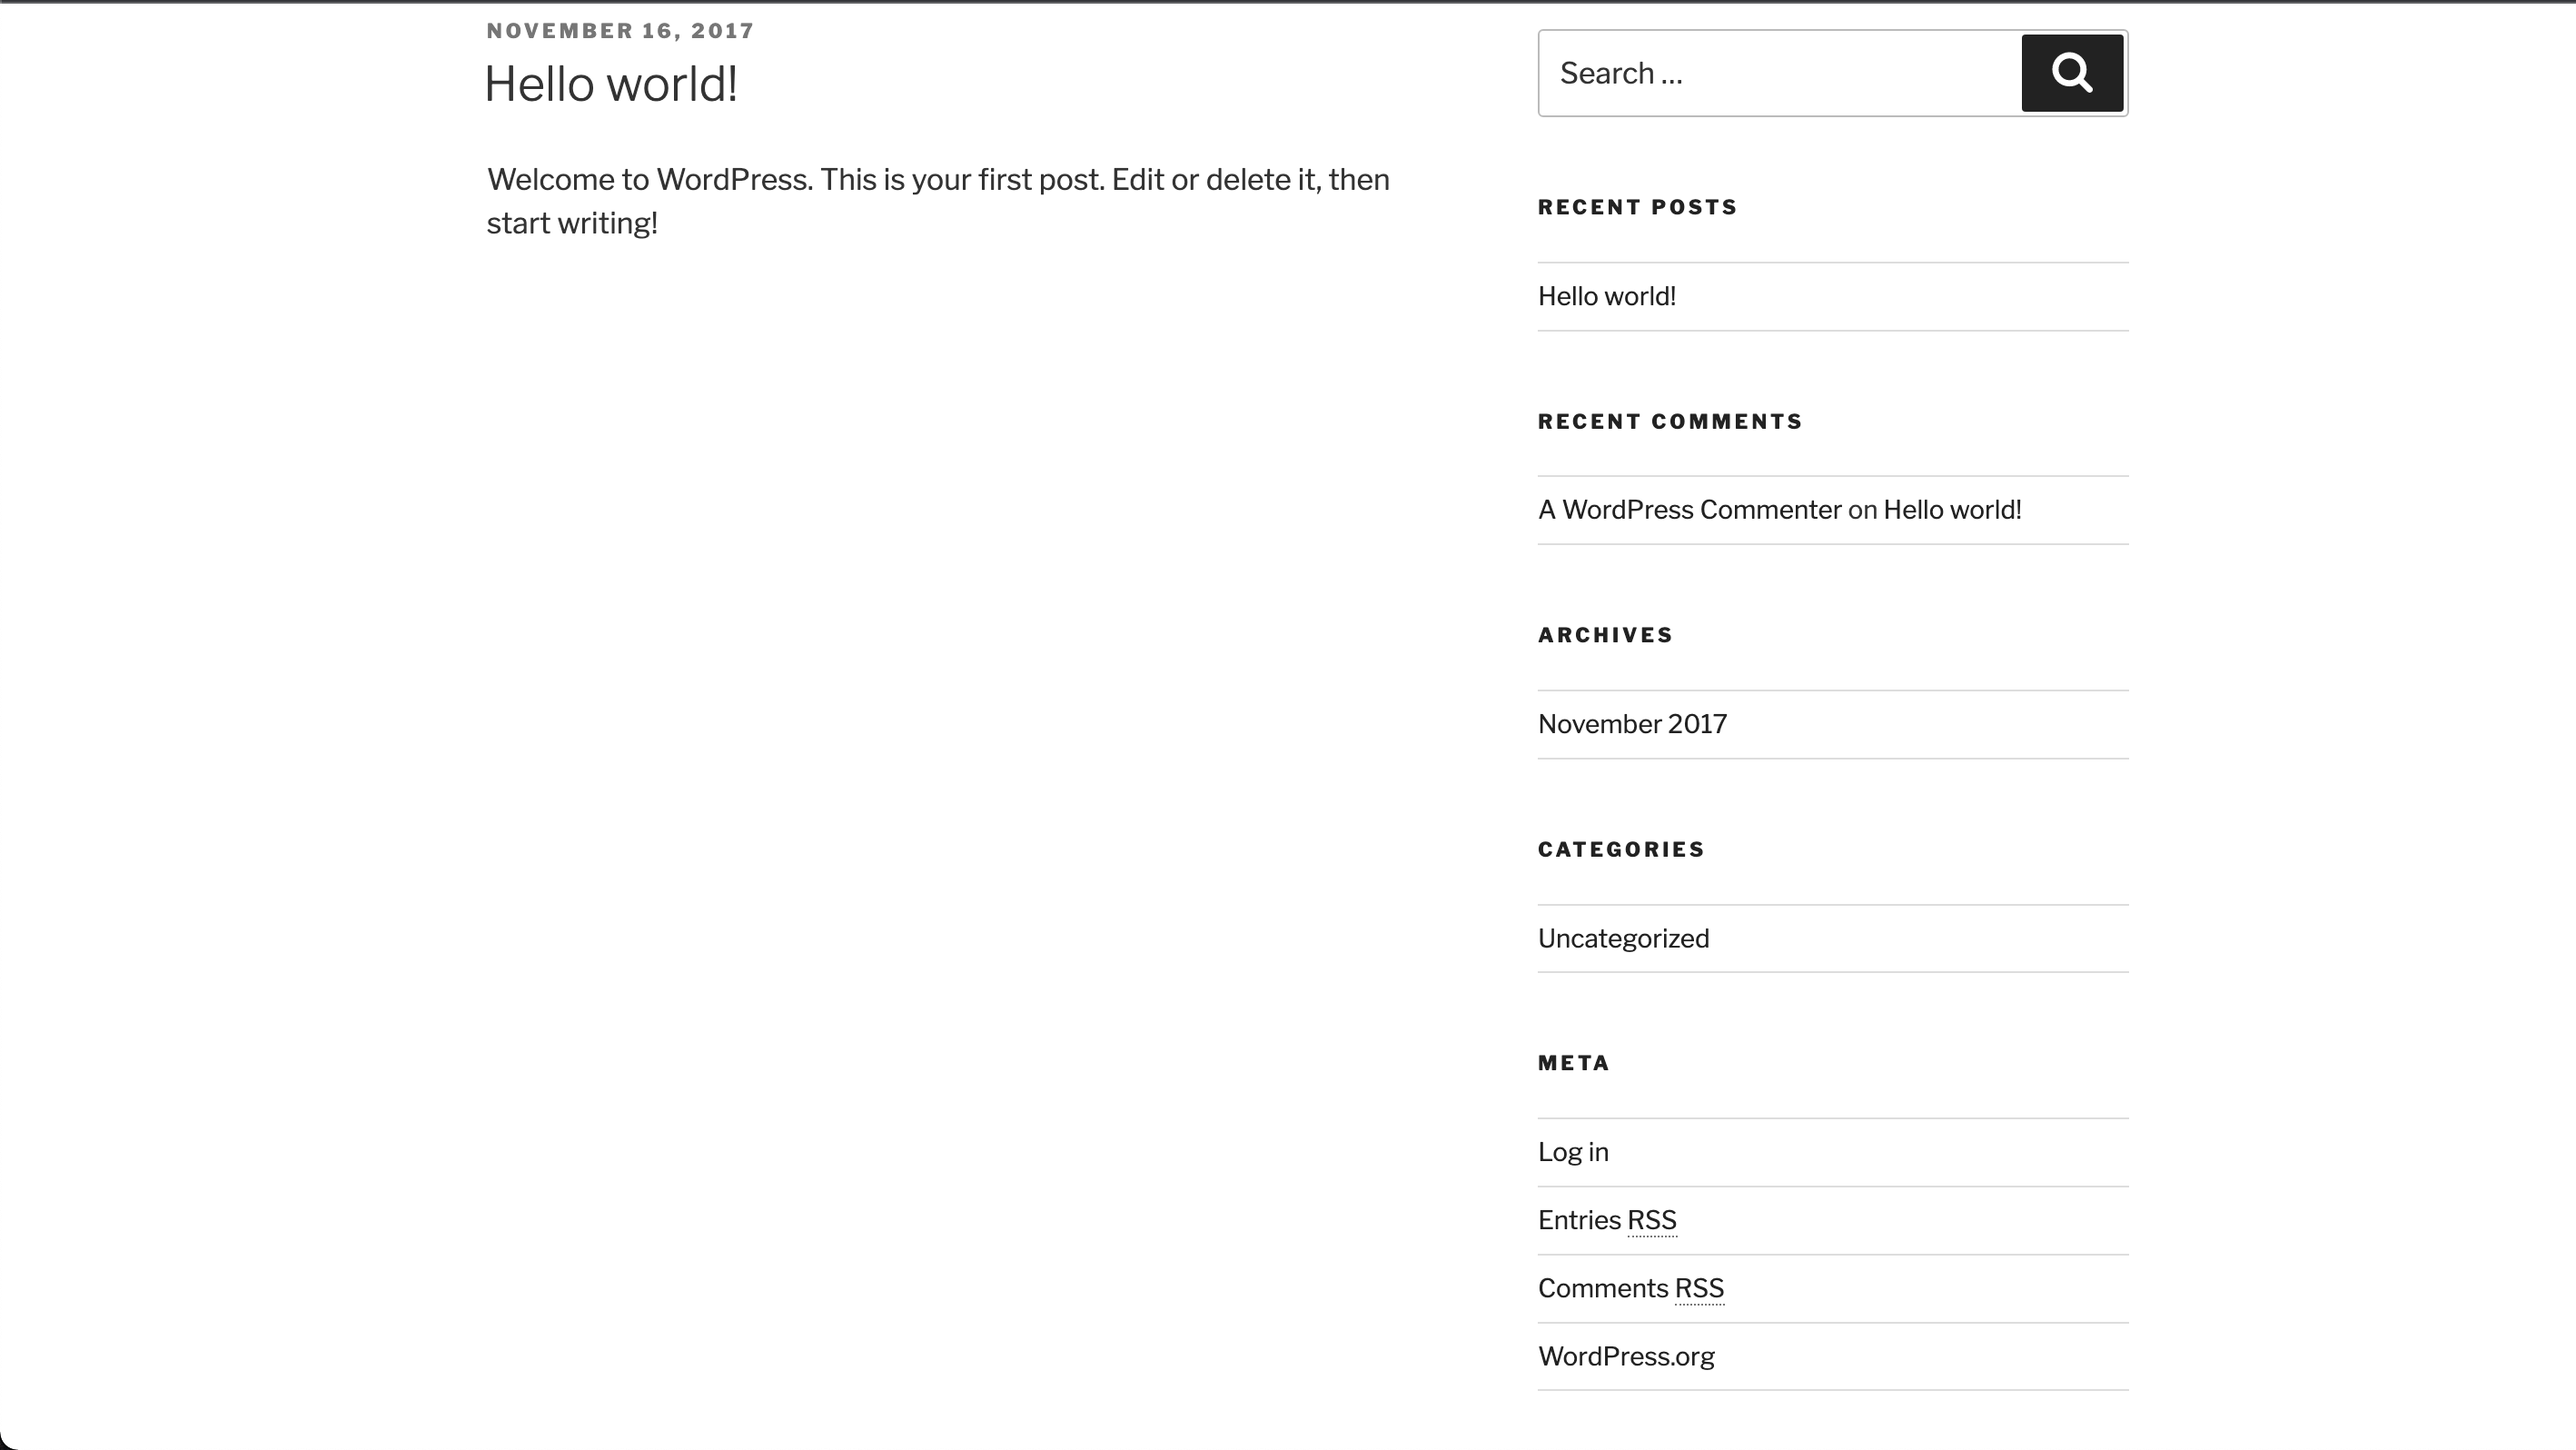 NOVEMBER 16, 2017
Hello world!
Welcome to WordPress. This is your first post. Edit or delete it, then
start writing!
Search ...
RECENT POSTS
Hello world!
RECENT COMMENTS
A WordPress Commenter on Hello world!
ARCHIVES
November 2017
CATEGORIES
Uncategorized
META
Log in
Entries RSS
Comments RSS
WordPress.org